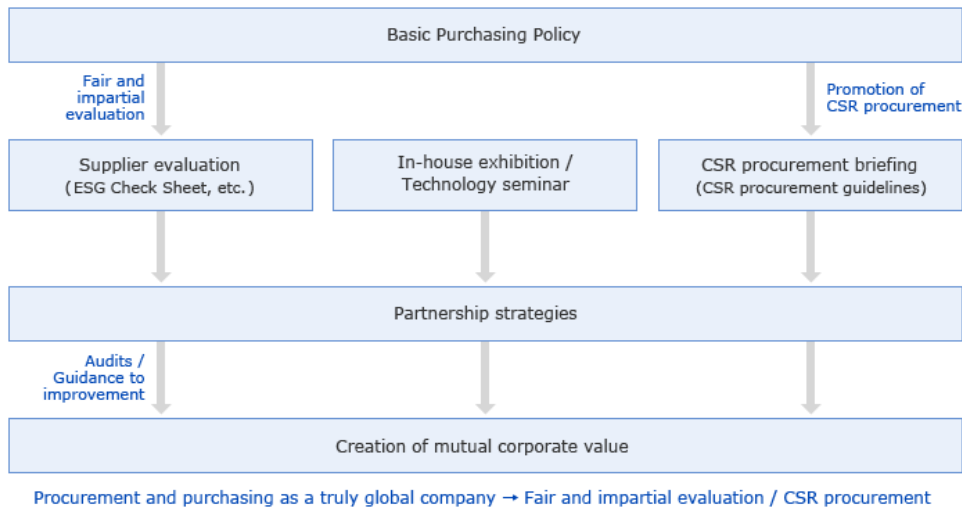 Basic Purchasing Policy
Fair and
impartial
evaluation
Promotion of
CSR procurement
Supplier evaluation
(ESG Check Sheet, etc.)
In-house exhibition /
Technology seminar
CSR procurement briefing
(CSR procurement guidelines)
Partnership strategies
Audits /
Guidance to
improvement
Creation of mutual corporate value
Procurement and purchasing as a truly global company → Fair and impartial evaluation / CSR procurement